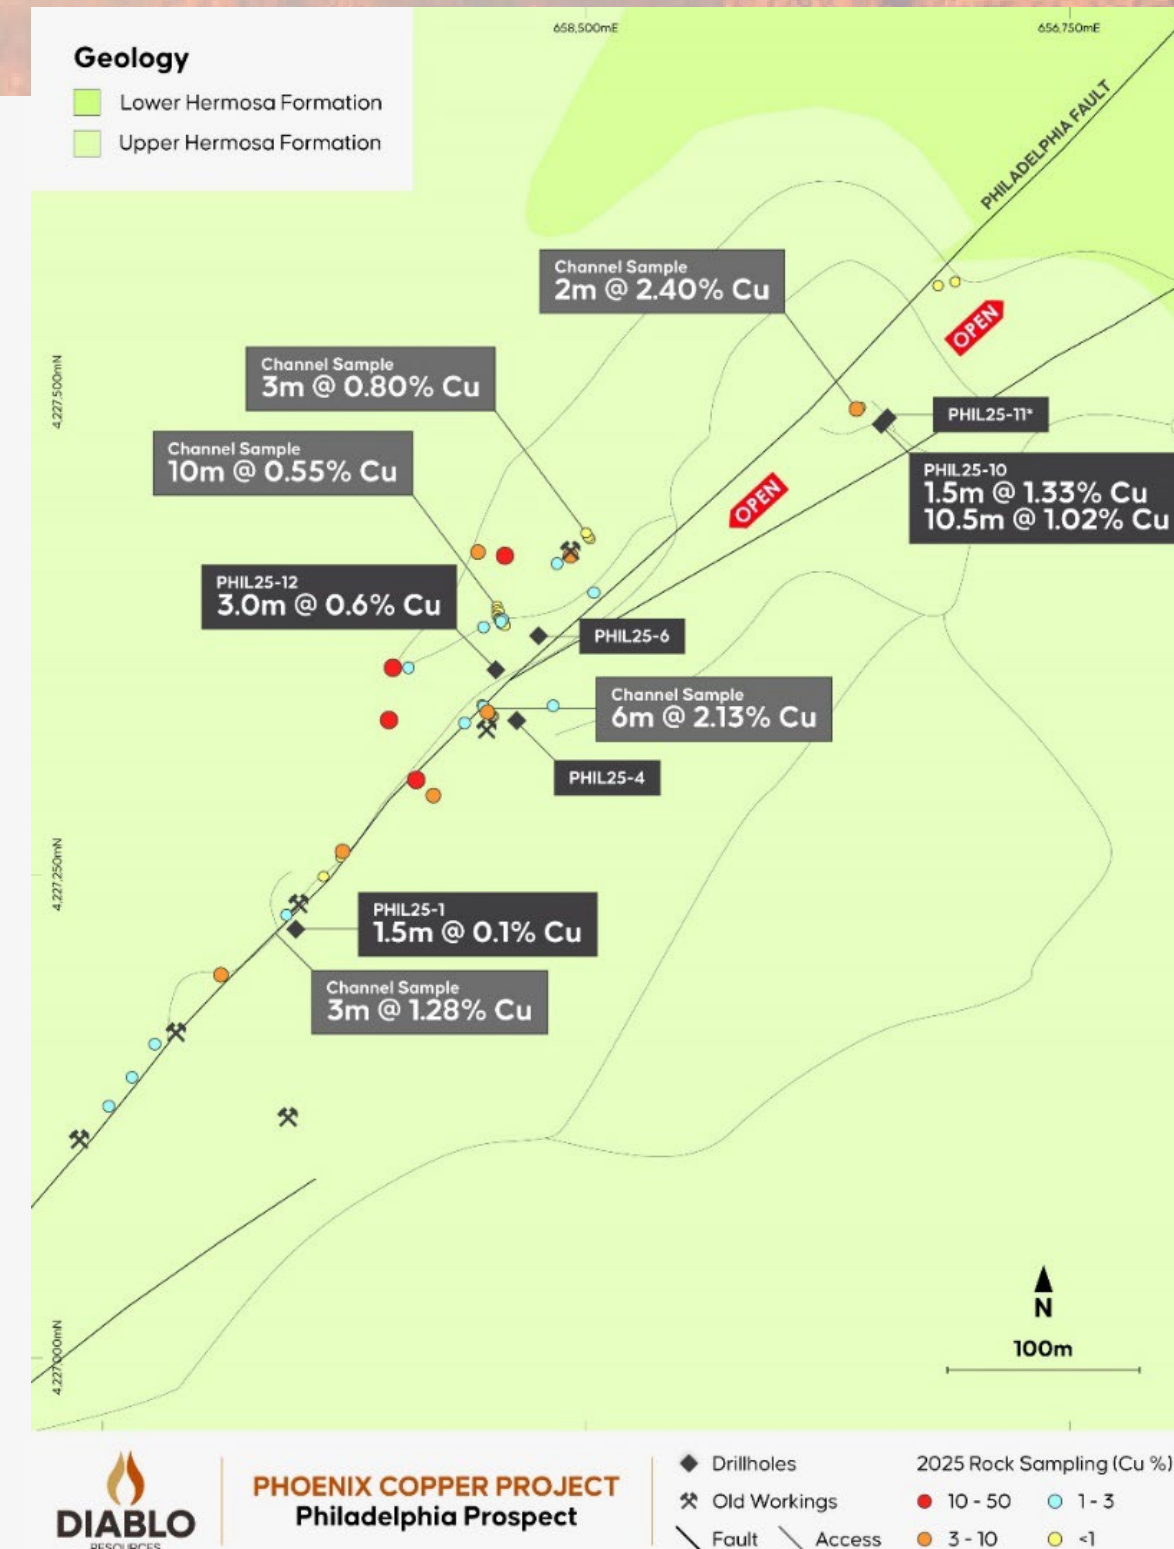 658,500mE
656,750mE
Geology
Lower Hermosa Formation
Upper Hermosa Formation
PHILADELPHIA FAULT
Channel Sample
2m @ 2.40% Cu
OPEN
Channel Sample
3m @ 0.80% Cu
4,227,500mN
PHIL25-11*
Channel Sample
10m @ 0.55% Cu
PHIL25-10
1.5m @ 1.33% Cu
10.5m @ 1.02% Cu
OPEN
PHIL25-12
3.0m @ 0.6% Cu
PHIL25-6
Channel Sample
6m @ 2.13% Cu
PHIL25-4
4,227,250mN
PHIL25-1
1.5m @ 0.1% Cu
Channel Sample
3m @ 1.28% Cu
N
100m
4,227,000mN
DIABLO
RESOURCES
PHOENIX COPPER PROJECT
Philadelphia Prospect
Drillholes
Old Workings
Fault
Access
2025 Rock Sampling (Cu %)
10 - 50
1 - 3
3 - 10
<1